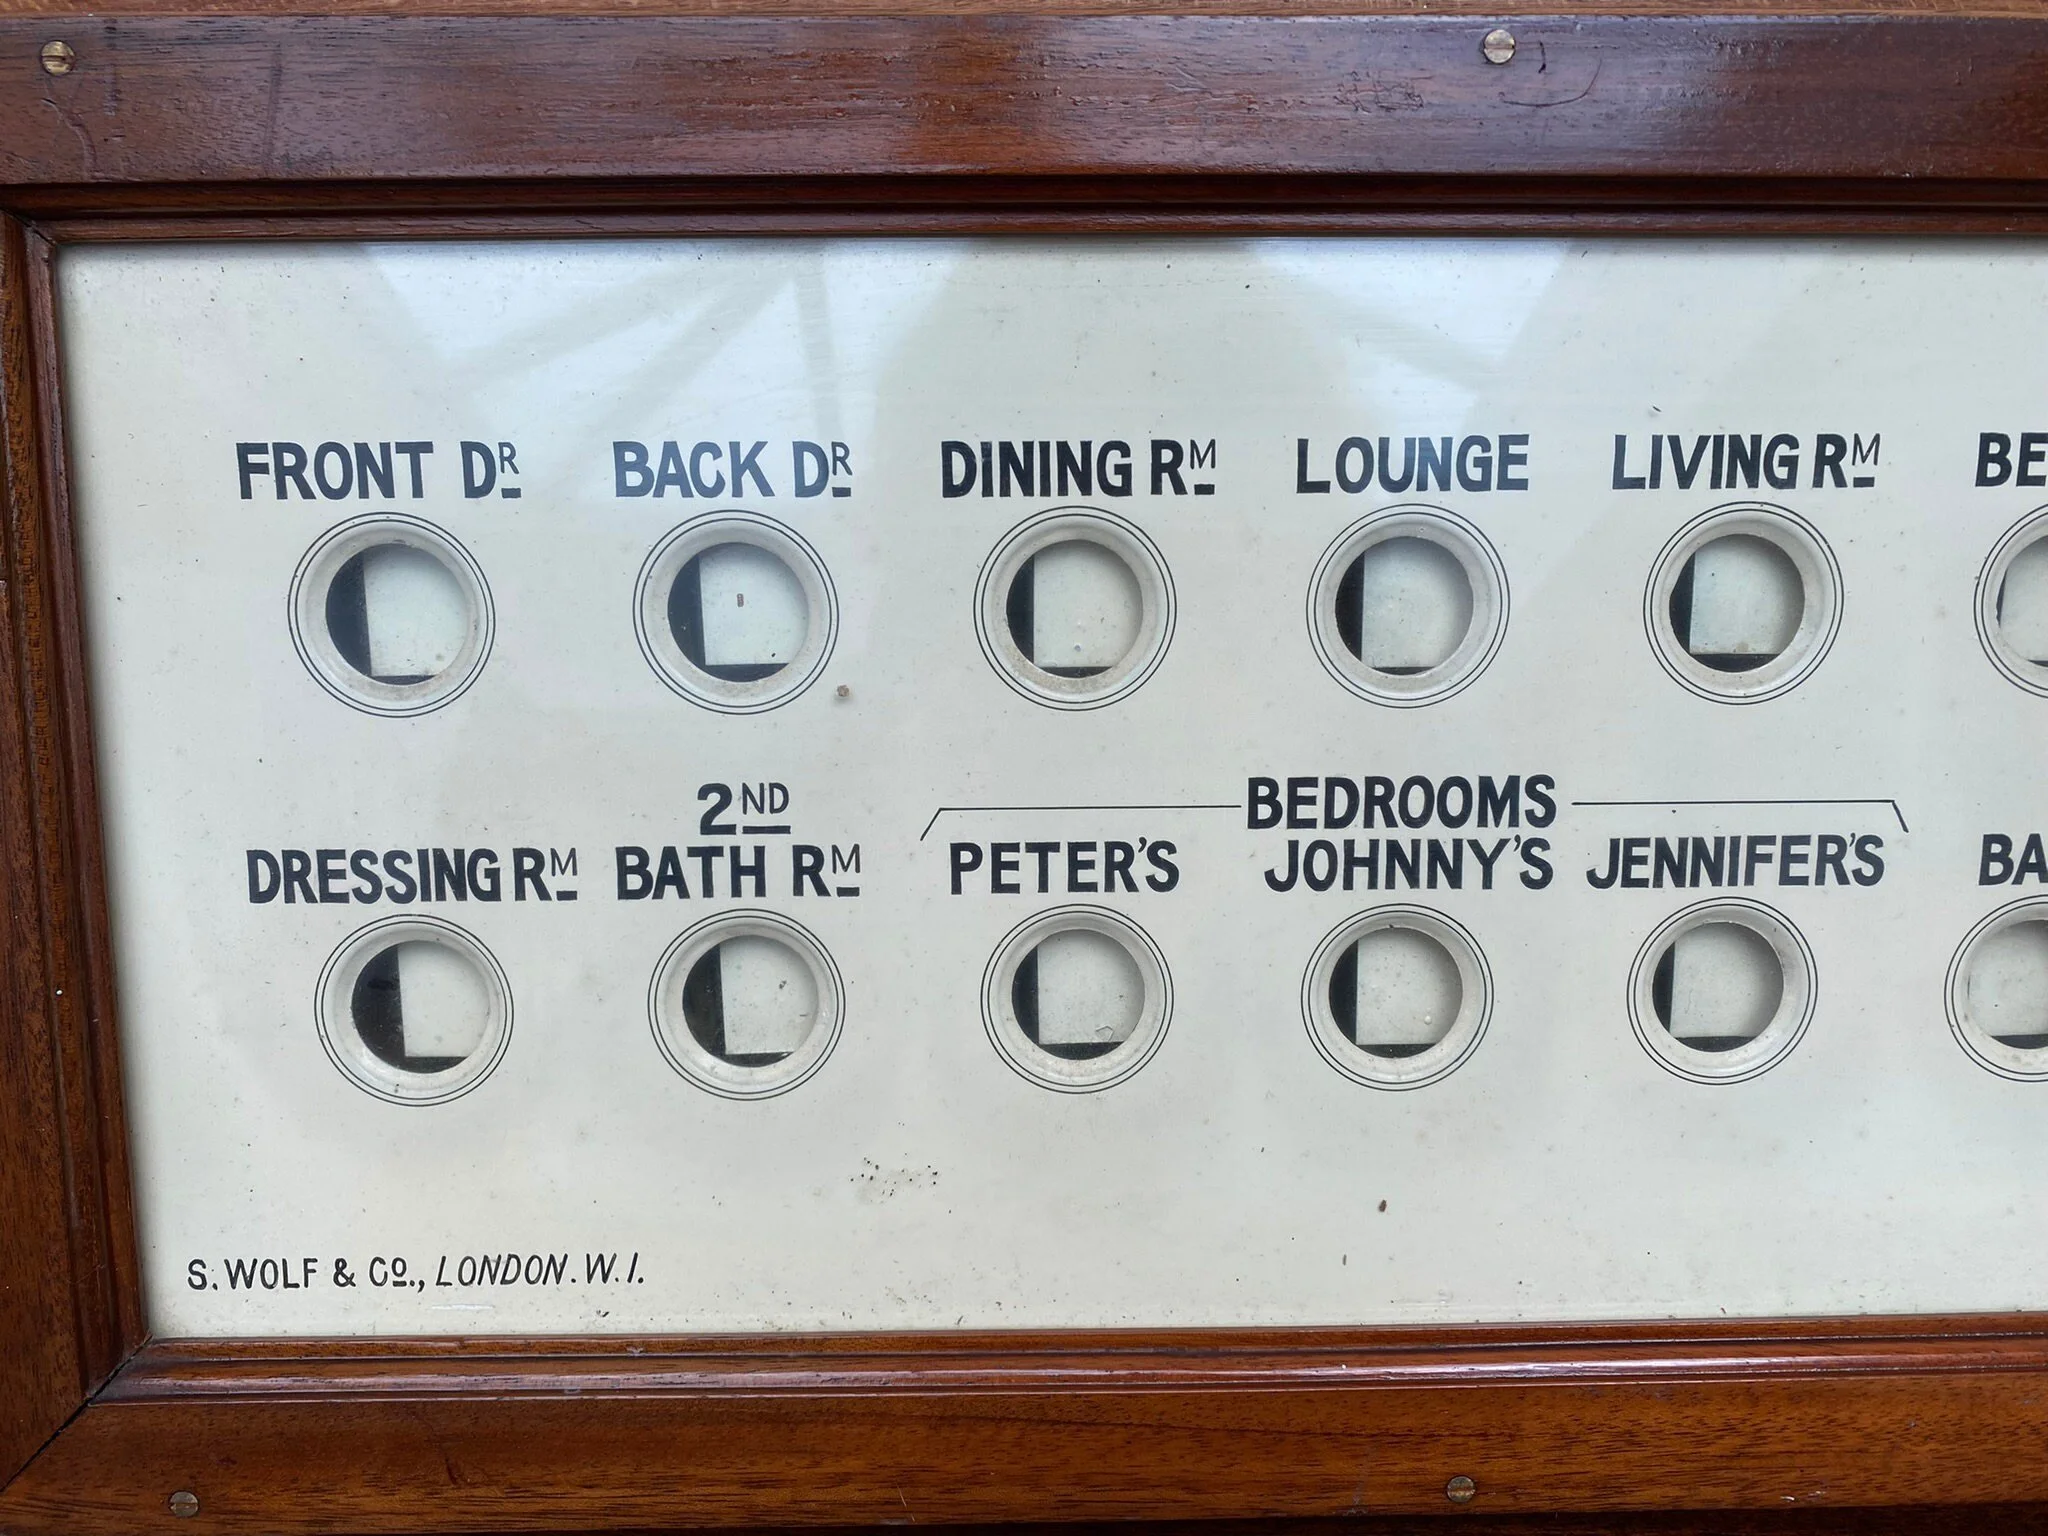 FRONT DR BACK DR DINING RM LOUNGE LIVING RM
2ND BEDROOMS
DRESSING RM BATH RM PETER'S JOHNNY'S JENNIFER'S
S. WOLF & Co., LONDON. W. 1.